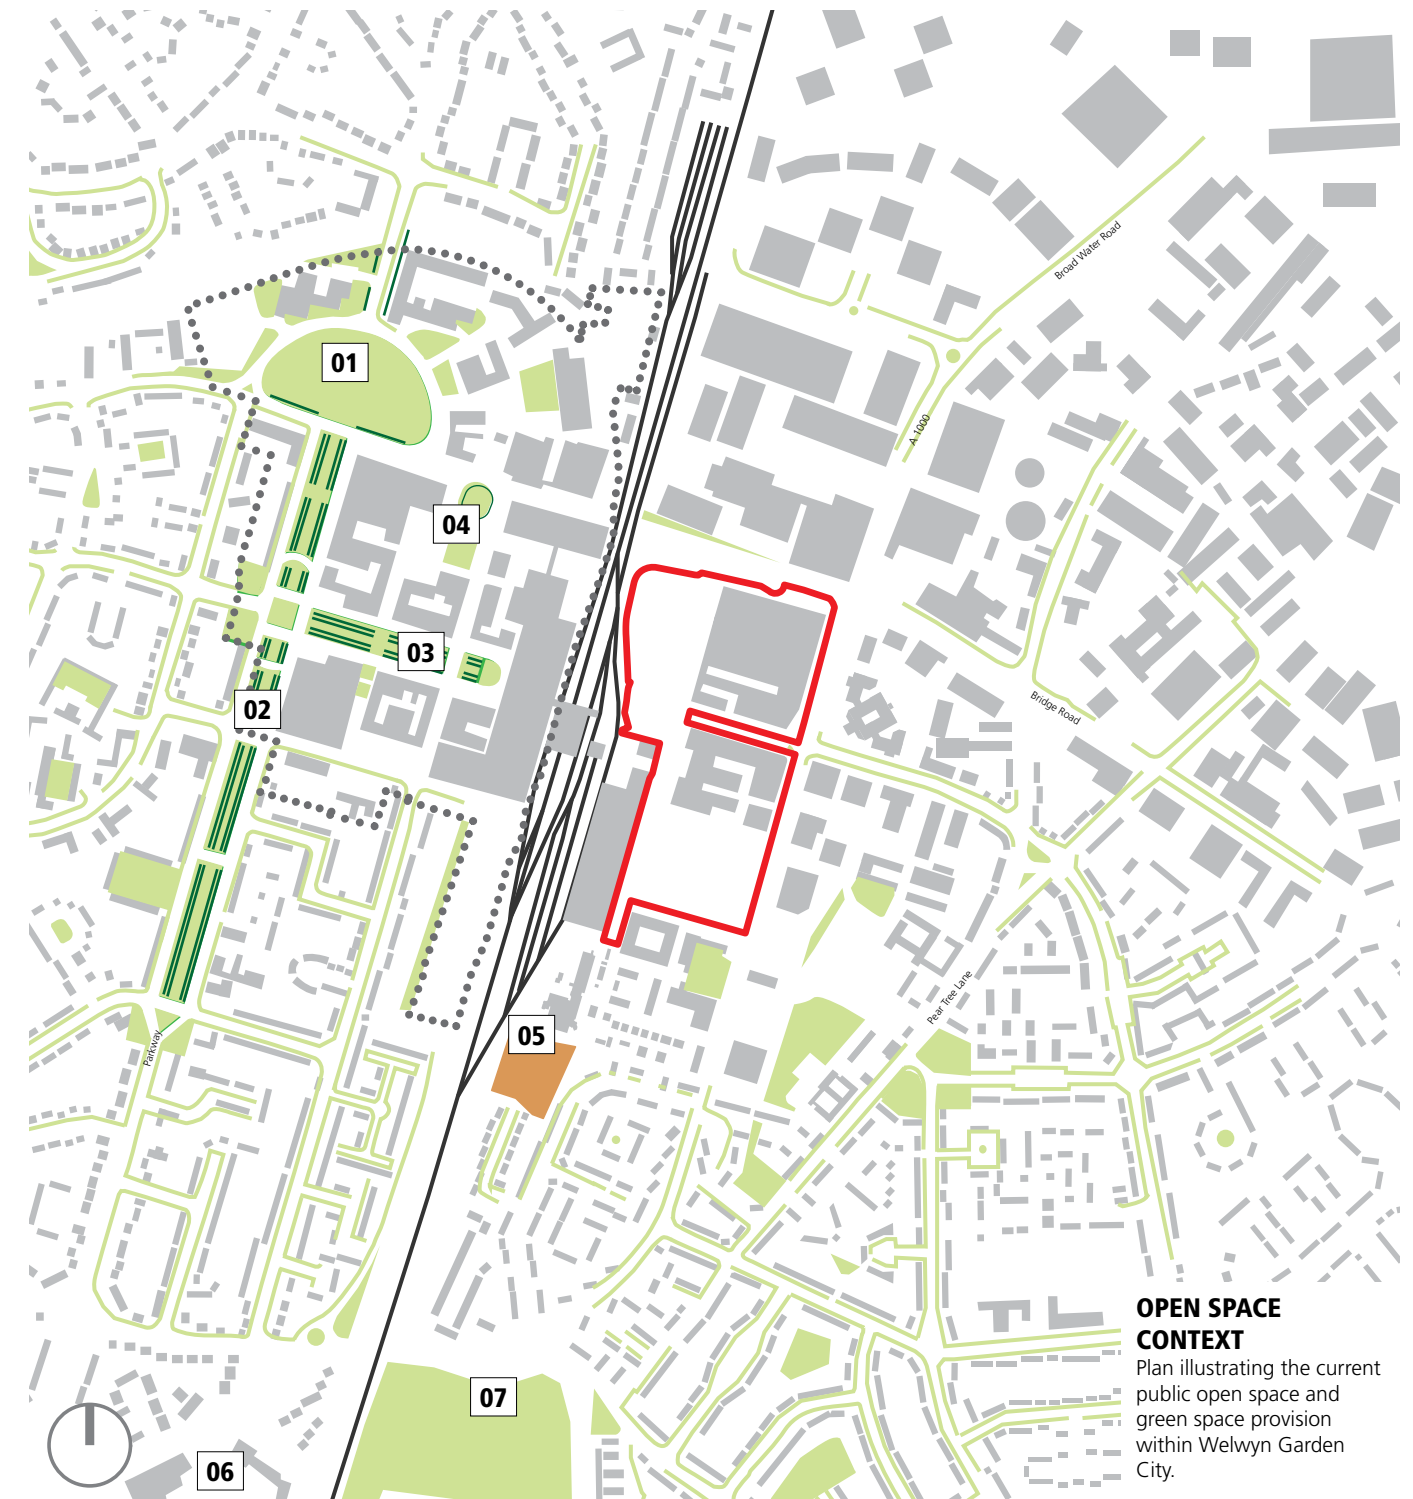 Broad Water Road
01
A 1000
04
03
Bridge Road
02
Pear Tree Lane
05
Parkway
07
06
OPEN SPACE
CONTEXT
Plan illustrating the current
public open space and
green space provision
within Welwyn Garden
City.